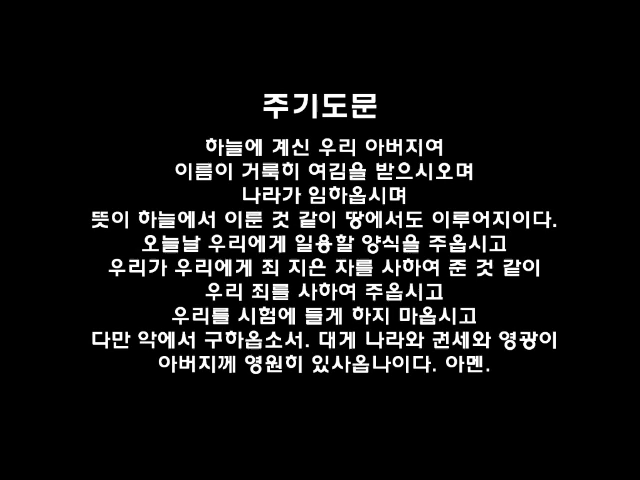 주기도문
하늘에 계신 우리 아버지여
이름이 거룩히 여김을 받으시오며
나라가 임하옵시며
뜻이 하늘에서 이룬 것 같이 땅에서도 이루어지이다.
오늘날 우리에게 일용할 양식을 주옵시고
우리가 우리에게 죄 지은 자를 사하여 준 것 같이
우리 죄를 사하여 주옵시고
우리를 시험에 들게 하지 마옵시고
다만 악에서 구하옵소서. 대게 나라와 권세와 영광이
아버지께 영원히 있사옵나이다. 아멘.